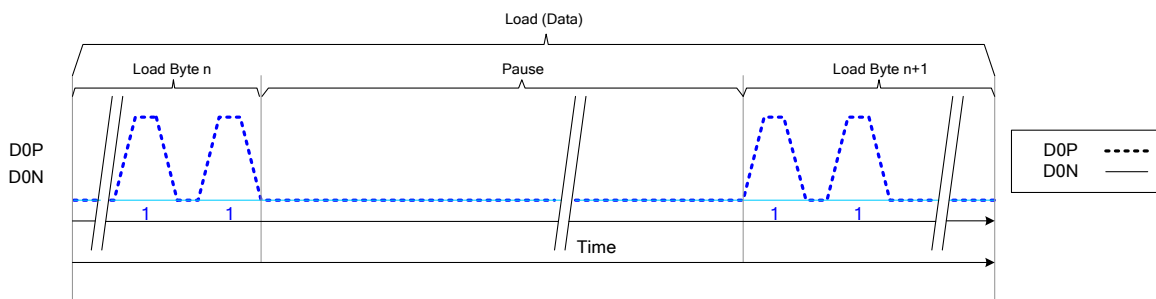 Load (Data)
Load Byte n
Pause
Load Byte n+1
D0P
D0N
D0P
D0N
1 1 1 1
Time